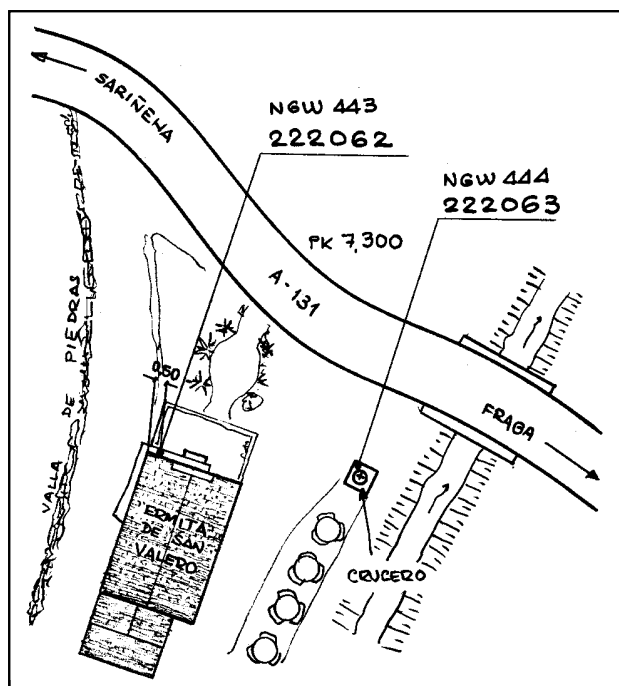 SARIÑENA
NGW 443
222062
NGW 444
222063
PK 7,300
A-131
VALLA DE PIEDRAS
0,50
FRAGA
ERMITA
DE SAN
VALERO
CRUCERO